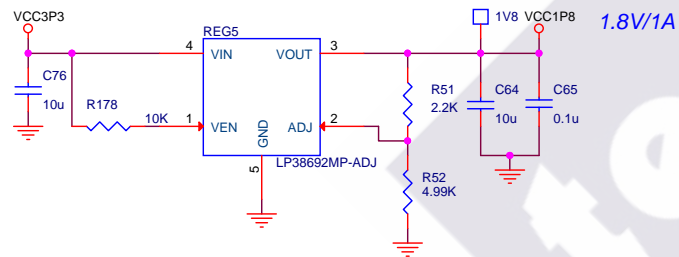 VCC3P3
1V8 VCC1P8
1.8V/1A
REG5
4 VIN VOUT 3
C76
10u
R178
10K
1 VEN ADJ 2
GND
5
LP38692MP-ADJ
R51
2.2K
C64
10u
C65
0.1u
R52
4.99K